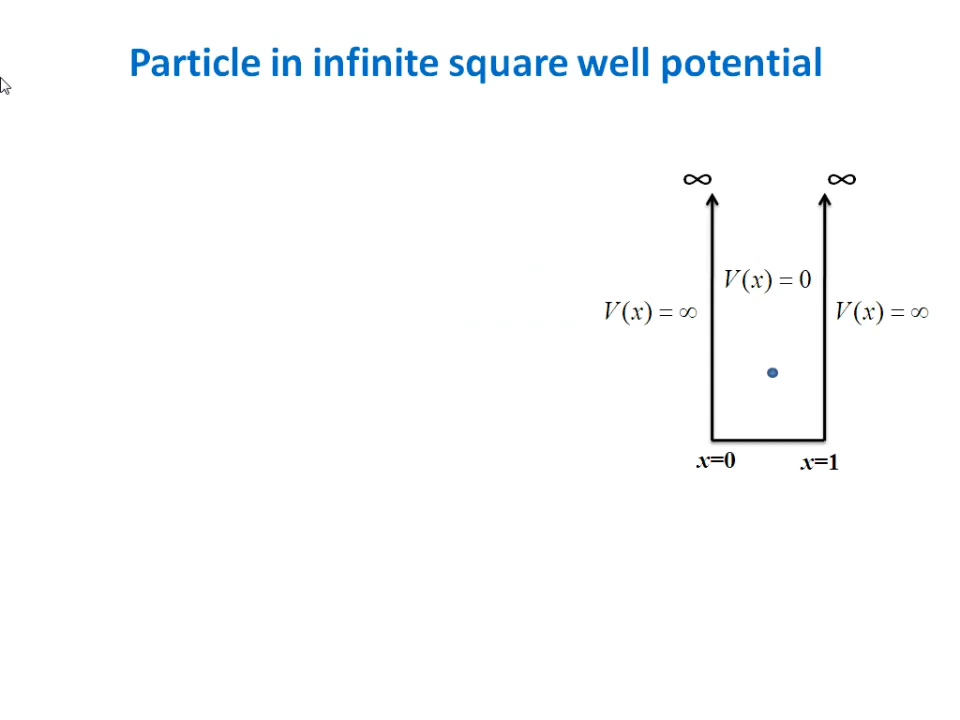 Particle in infinite square well potential
∞ ∞
V(x) = 0
V(x) = ∞ V(x) = ∞
x=0 x=1